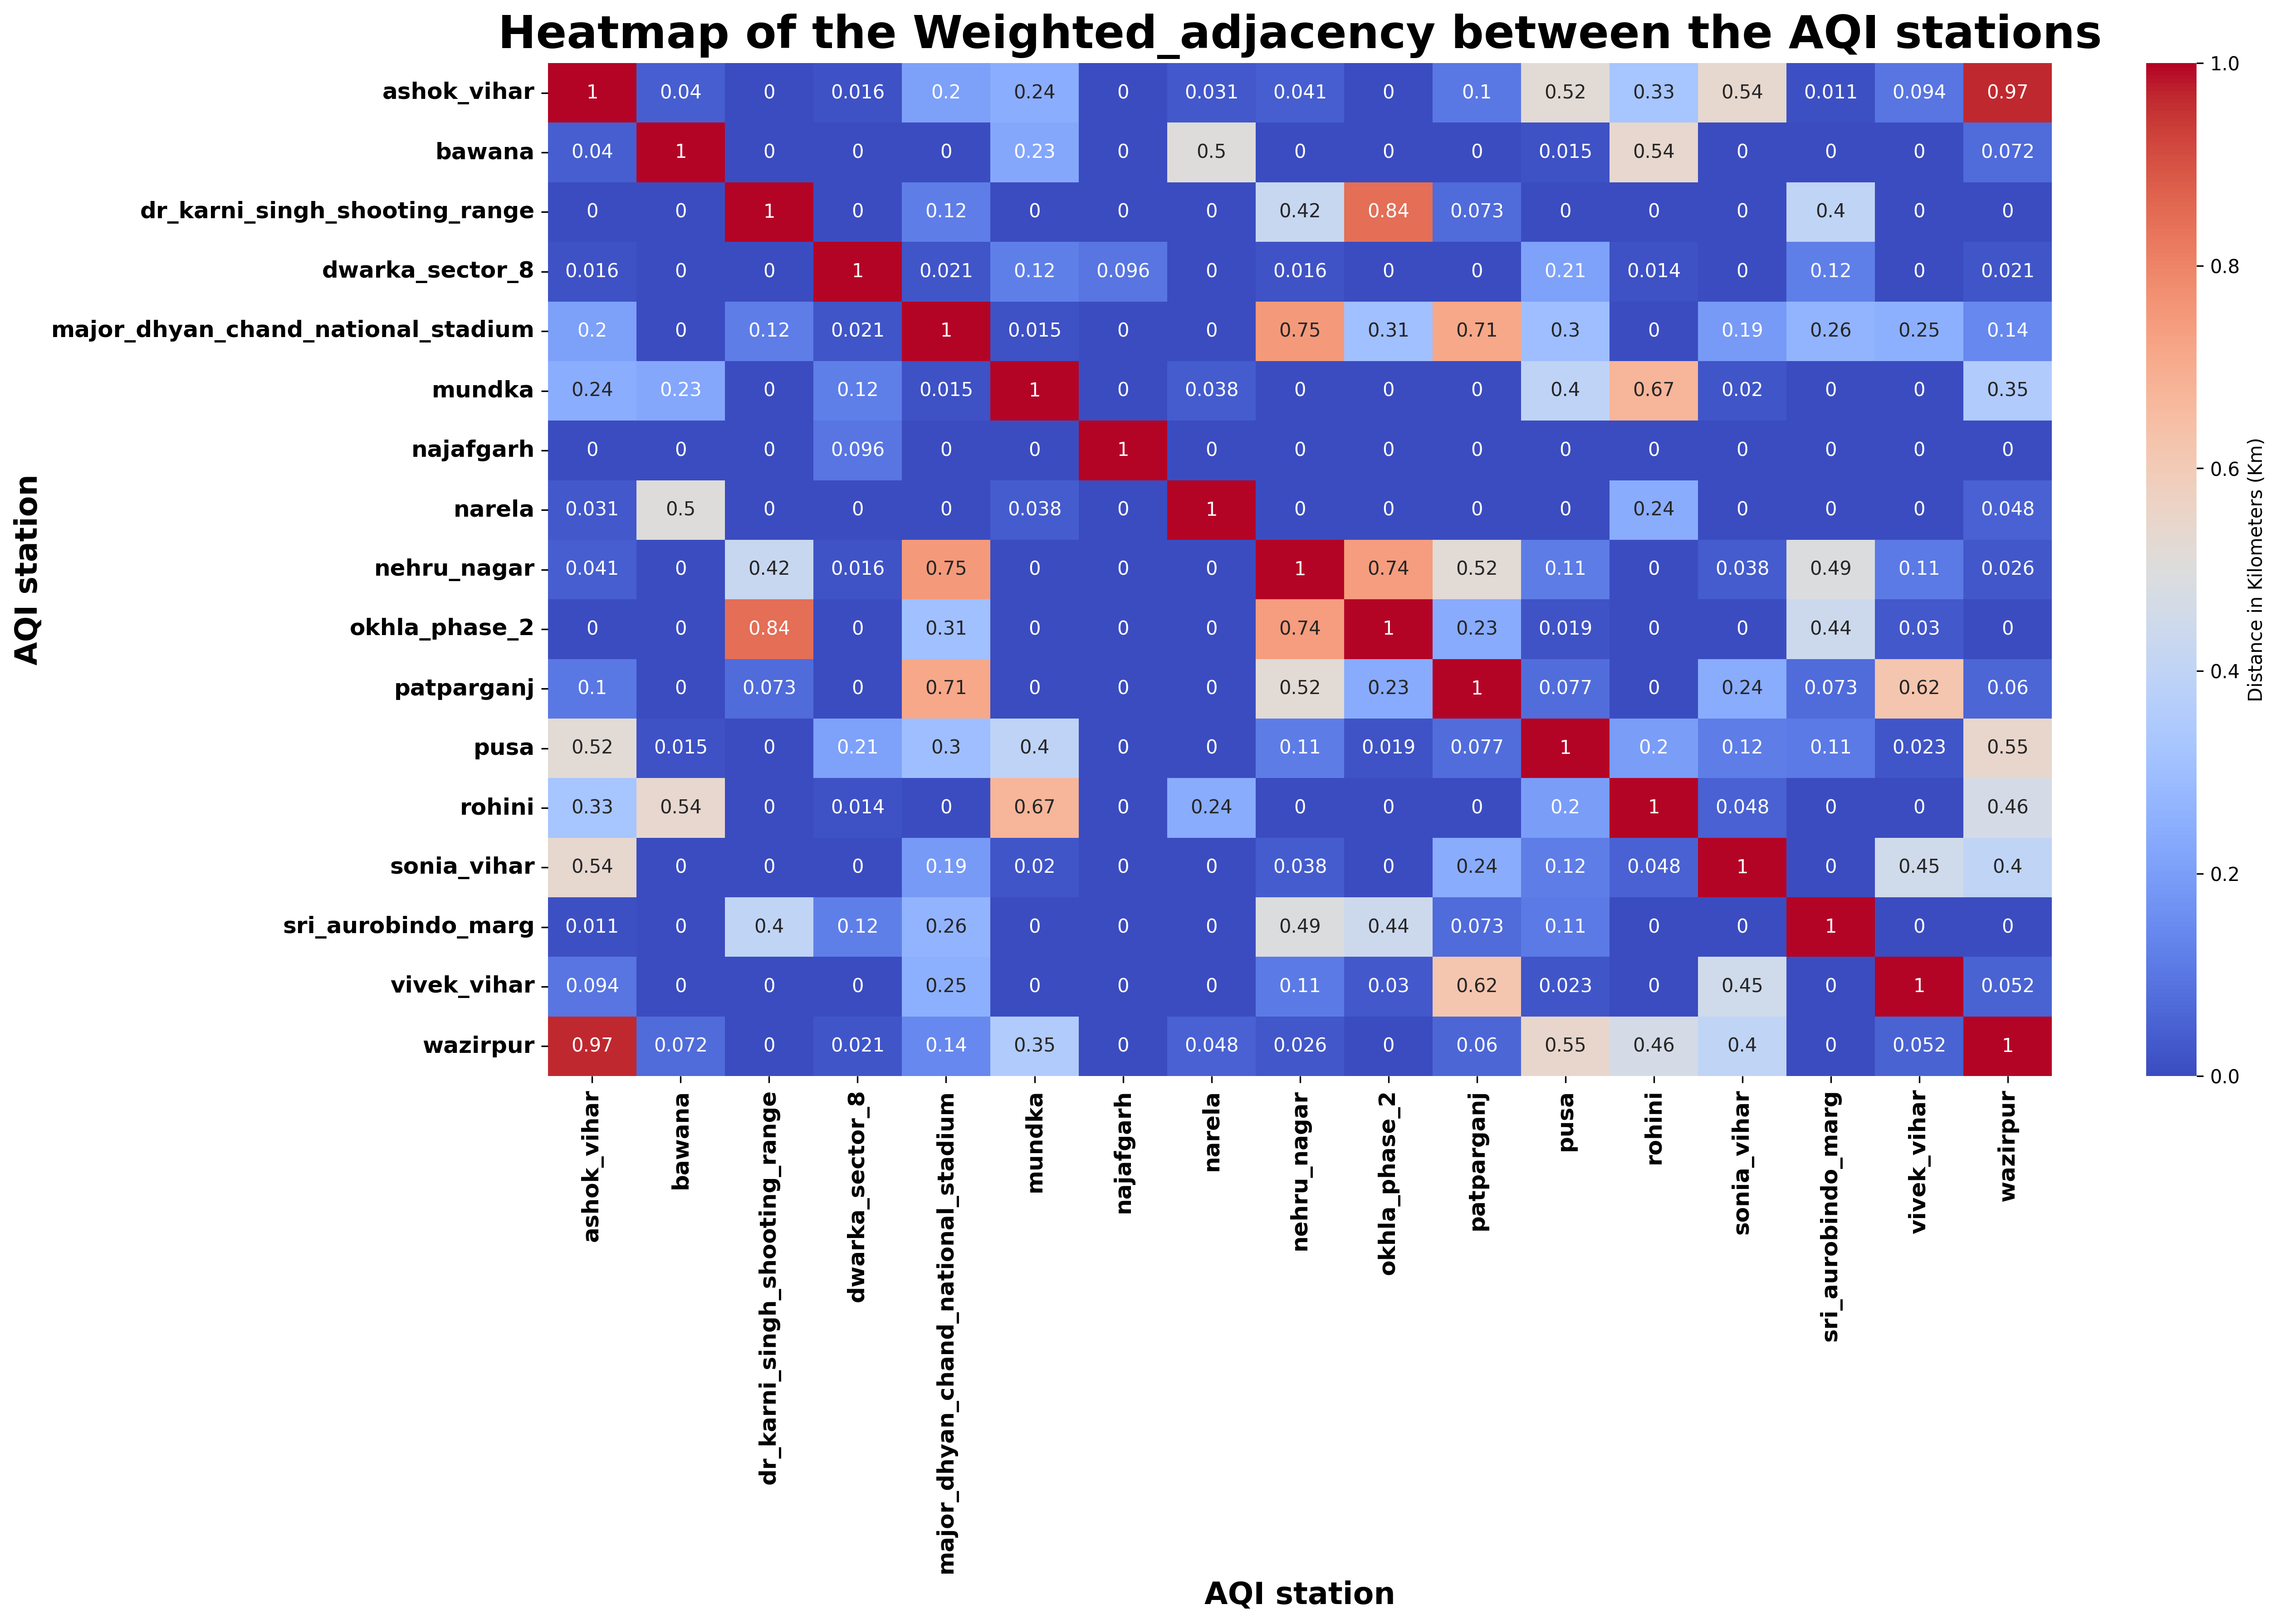 Heatmap of the Weighted_adjacency between the AQI stations
ashok_vihar 1 0.04 0 0.016 0.2 0.24 0 0.031 0.041 0 0.1 0.52 0.33 0.54 0.011 0.094 0.97
bawana 0.04 1 0 0 0 0.23 0 0.5 0 0 0 0.015 0.54 0 0 0 0.072
dr_karni_singh_shooting_range 0 0 1 0 0.12 0 0 0 0.42 0.84 0.073 0 0 0 0.4 0 0
dwarka_sector_8 0.016 0 0 1 0.021 0.12 0.096 0 0.016 0 0 0.21 0.014 0 0.12 0 0.021
major_dhyan_chand_national_stadium 0.2 0 0.12 0.021 1 0.015 0 0 0.75 0.31 0.71 0.3 0 0.19 0.26 0.25 0.14
mundka 0.24 0.23 0 0.12 0.015 1 0 0.038 0 0 0 0.4 0.67 0.02 0 0 0.35
najafgarh 0 0 0 0.096 0 0 1 0 0 0 0 0 0 0 0 0 0
narela 0.031 0.5 0 0 0 0.038 0 1 0 0 0 0 0.24 0 0 0 0.048
nehru_nagar 0.041 0 0.42 0.016 0.75 0 0 0 1 0.74 0.52 0.11 0 0.038 0.49 0.11 0.026
okhla_phase_2 0 0 0.84 0 0.31 0 0 0 0.74 1 0.23 0.019 0 0 0.44 0.03 0
patparganj 0.1 0 0.073 0 0.71 0 0 0 0.52 0.23 1 0.077 0 0.24 0.073 0.62 0.06
pusa 0.52 0.015 0 0.21 0.3 0.4 0 0 0.11 0.019 0.077 1 0.2 0.12 0.11 0.023 0.55
rohini 0.33 0.54 0 0.014 0 0.67 0 0.24 0 0 0 0.2 1 0.048 0 0 0.46
sonia_vihar 0.54 0 0 0 0.19 0.02 0 0 0.038 0 0.24 0.12 0.048 1 0 0.45 0.4
sri_aurobindo_marg 0.011 0 0.4 0.12 0.26 0 0 0 0.49 0.44 0.073 0.11 0 0 1 0 0
vivek_vihar 0.094 0 0 0 0.25 0 0 0 0.11 0.03 0.62 0.023 0 0.45 0 1 0.052
wazirpur 0.97 0.072 0 0.021 0.14 0.35 0 0.048 0.026 0 0.06 0.55 0.46 0.4 0 0.052 1
AQI station
ashok_vihar
bawana
dr_karni_singh_shooting_range
dwarka_sector_8
major_dhyan_chand_national_stadium
mundka
najafgarh
narela
nehru_nagar
okhla_phase_2
patparganj
pusa
rohini
sonia_vihar
sri_aurobindo_marg
vivek_vihar
wazirpur
AQI station
1.0
0.8
0.6
0.4
0.2
0.0
Distance in Kilometers (Km)